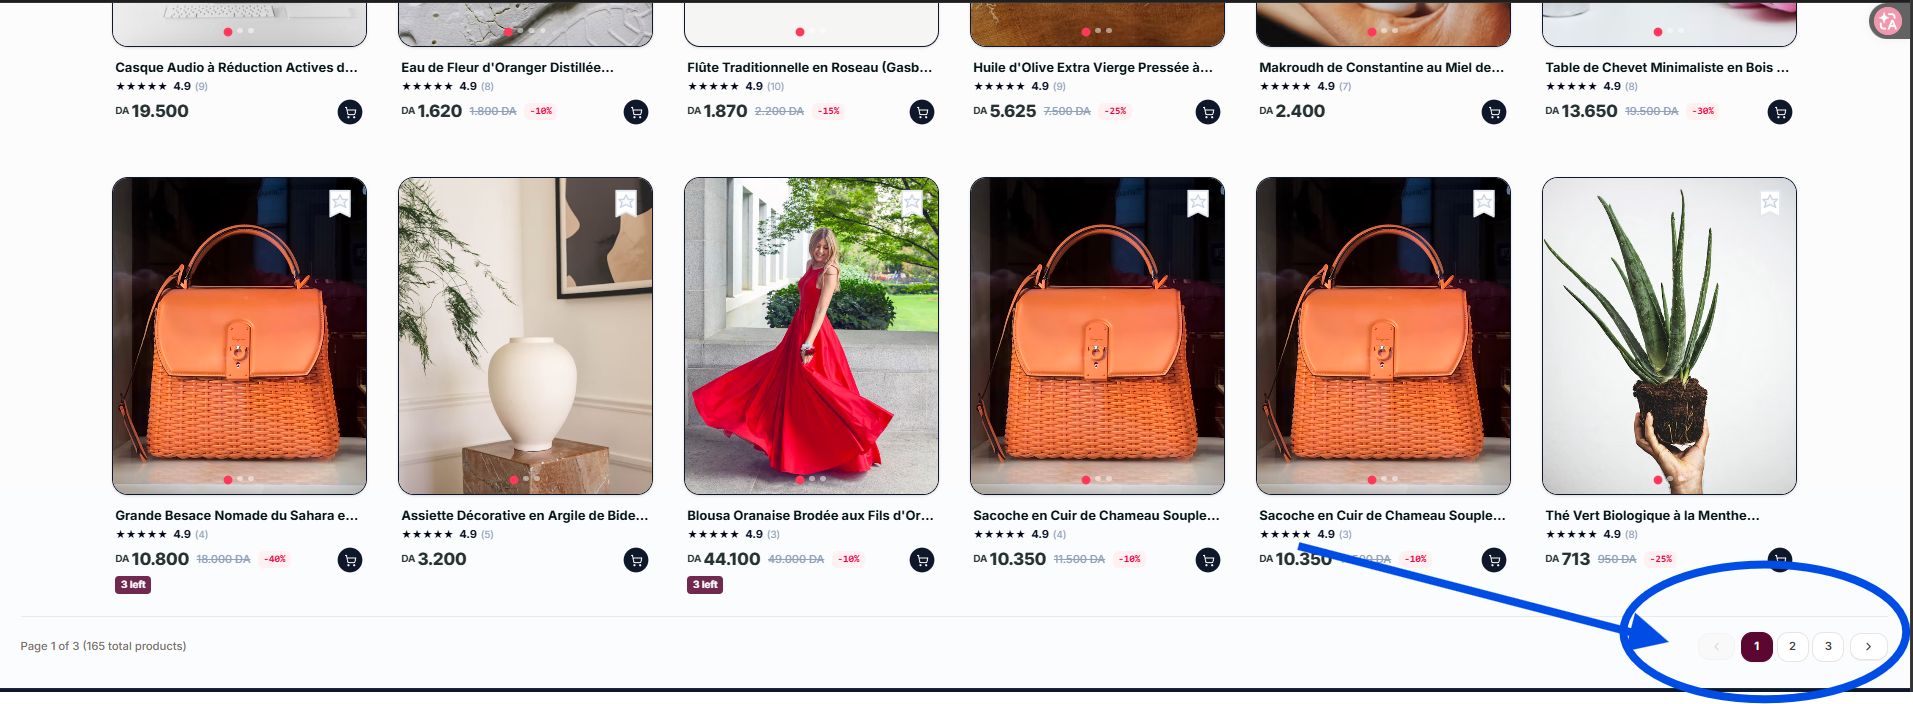 Casque Audio à Réduction Actives d...
★★★★★ 4.9 (9)
DA 19.500
Eau de Fleur d'Oranger Distillée...
★★★★★ 4.9 (8)
DA 1.620 1.800 DA -10%
Flûte Traditionnelle en Roseau (Gasb...
★★★★★ 4.9 (10)
DA 1.870 2.200 DA -15%
Huile d'Olive Extra Vierge Pressée à...
★★★★★ 4.9 (9)
DA 5.625 7.500 DA -25%
Makroudh de Constantine au Miel de...
★★★★★ 4.9 (7)
DA 2.400
Table de Chevet Minimaliste en Bois ...
★★★★★ 4.9 (8)
DA 13.650 19.500 DA -30%
Grande Besace Nomade du Sahara e...
★★★★★ 4.9 (4)
DA 10.800 18.000 DA -40%
3 left
Assiette Décorative en Argile de Bide...
★★★★★ 4.9 (5)
DA 3.200
Blousa Oranaise Brodée aux Fils d'Or...
★★★★★ 4.9 (3)
DA 44.100 49.000 DA -10%
3 left
Sacoche en Cuir de Chameau Souple...
★★★★★ 4.9 (4)
DA 10.350 11.500 DA -10%
Sacoche en Cuir de Chameau Souple...
★★★★★ 4.9 (3)
DA 10.350 DA -10%
Thé Vert Biologique à la Menthe...
★★★★★ 4.9 (8)
DA 713 950 DA -25%
Page 1 of 3 (165 total products)
‹ 1 2 3 ›